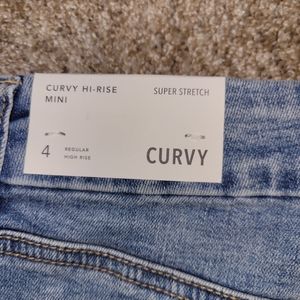 CURVY HI-RISE SUPER STRETCH
MINI
4 REGULAR CURVY
HIGH RISE